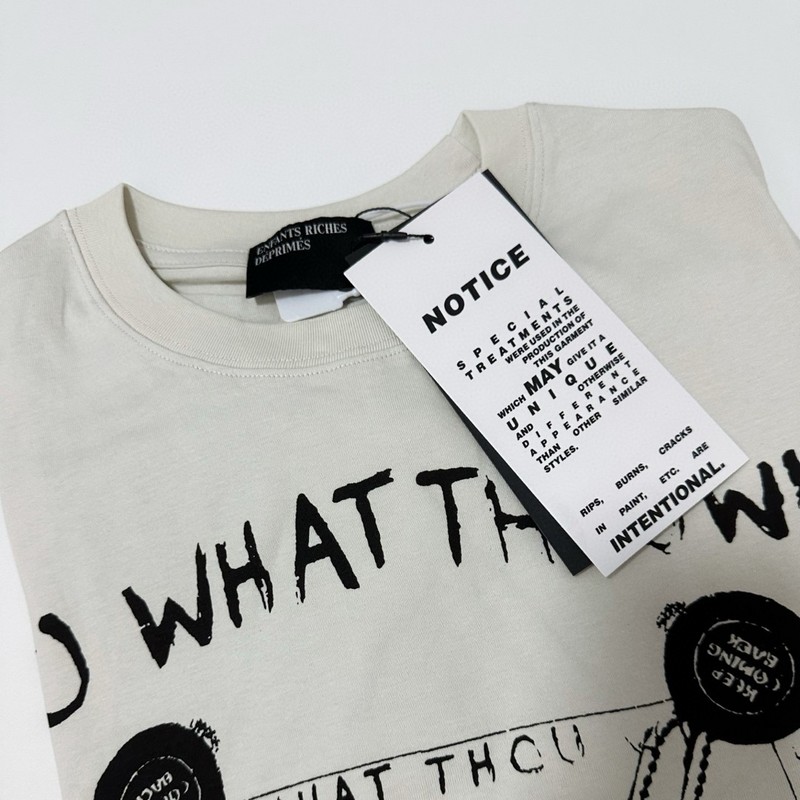 ENFANTS RICHES
DÉPRIMÉS
NOTICE
SPECIAL
TREATMENTS
WERE USED IN THE
PRODUCTION OF
THIS GARMENT
WHICH MAY GIVE IT A
UNIQUE
AND OTHERWISE
DIFFERENT
APPEARANCE
THAN OTHER SIMILAR
STYLES.
RIPS, BURNS, CRACKS
IN PAINT, ETC. ARE
INTENTIONAL.
WHAT TH
KEEP
COMING
BACK
WHAT THOU
COMING
BACK